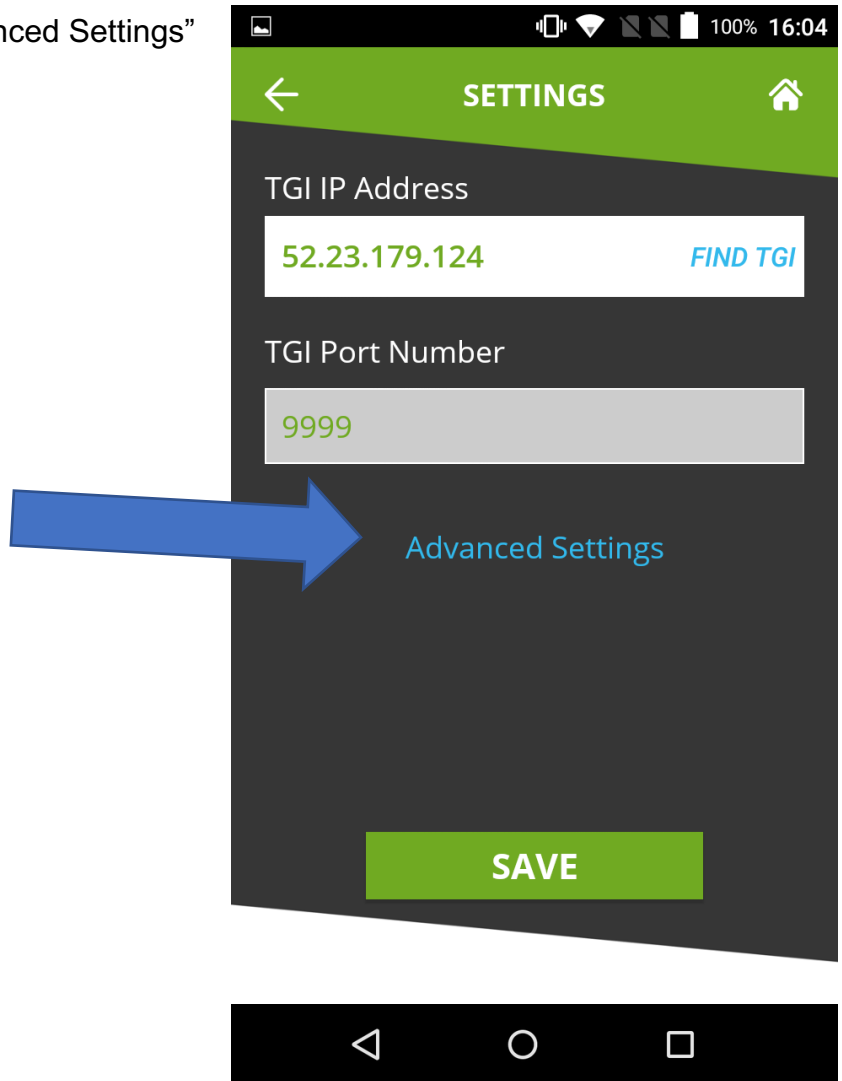 nced Settings”
100% 16:04
SETTINGS
TGI IP Address
52.23.179.124 FIND TGI
TGI Port Number
9999
Advanced Settings
SAVE